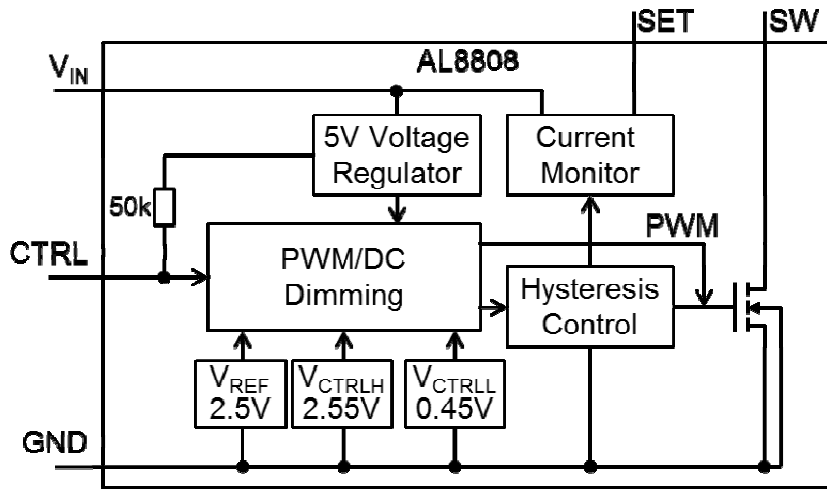 SET SW
AL8808
VIN
5V Voltage
Regulator
Current
Monitor
50k
PWM
CTRL
PWM/DC
Dimming
Hysteresis
Control
VREF
2.5V
VCTRLH
2.55V
VCTRLL
0.45V
GND